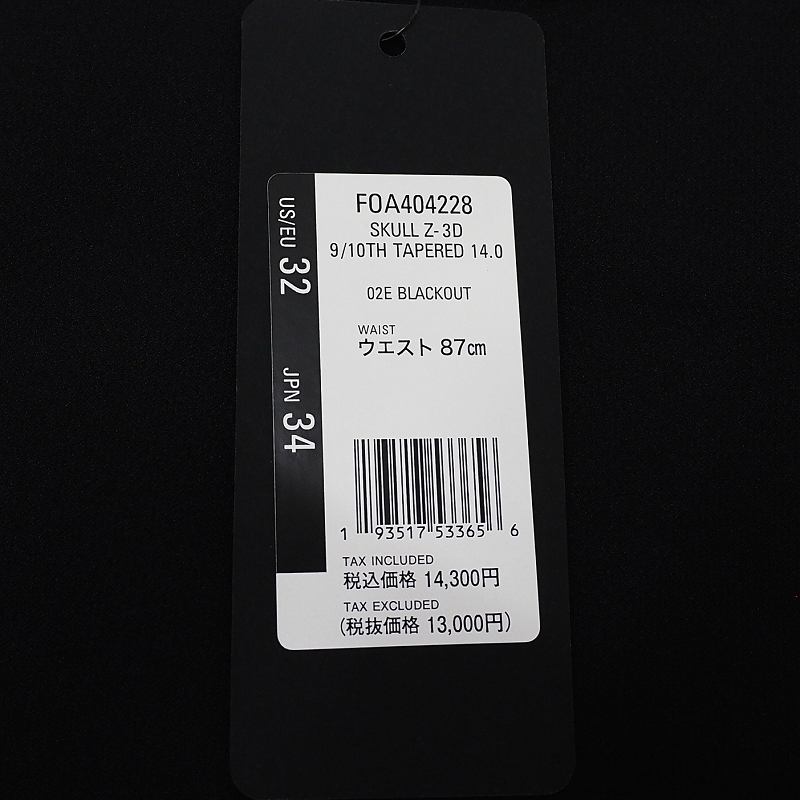 US/EU 32
JPN 34
FOA404228
SKULL Z-3D
9/10TH TAPERED 14.0
02E BLACKOUT
WAIST
ウエスト 87cm
1 93517 53365 6
TAX INCLUDED
税込価格 14,300円
TAX EXCLUDED
(税抜価格 13,000円)